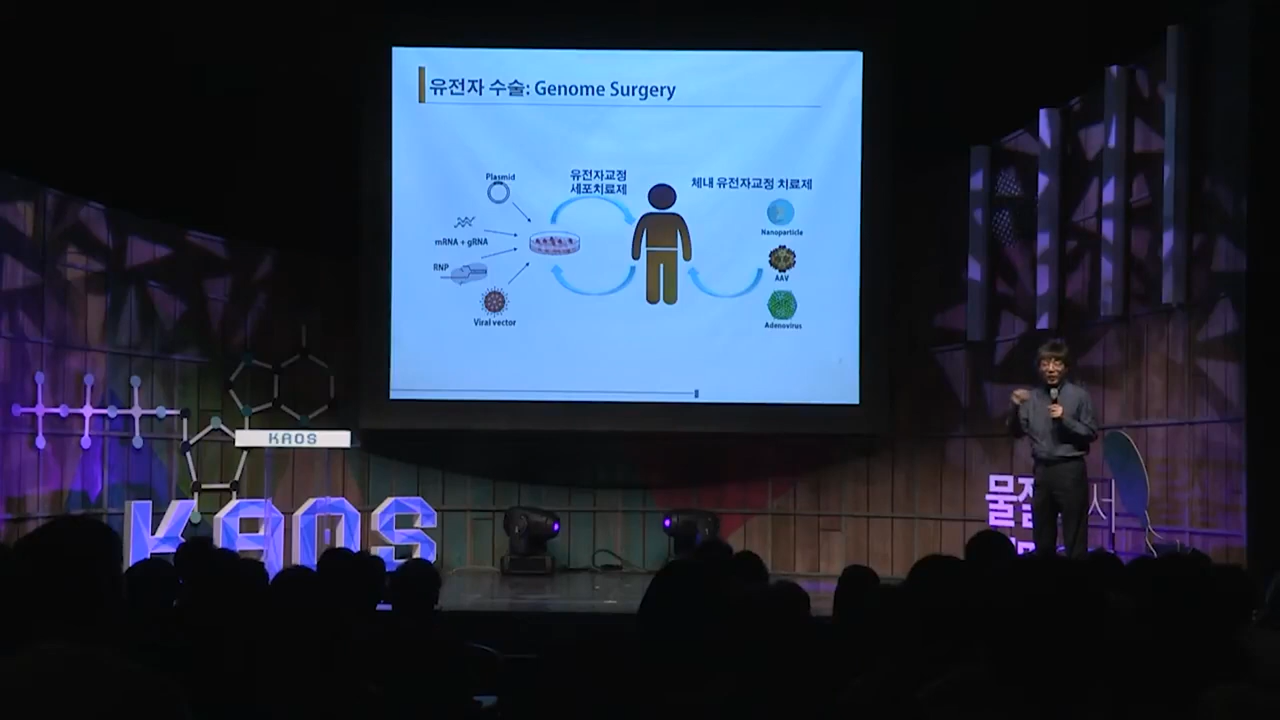 유전자 수술: Genome Surgery
Plasmid
유전자교정
세포치료제
체내 유전자교정 치료제
mRNA + gRNA
Nanoparticle
RNP
AAV
Viral vector
Adenovirus
KAOS
KAOS
서